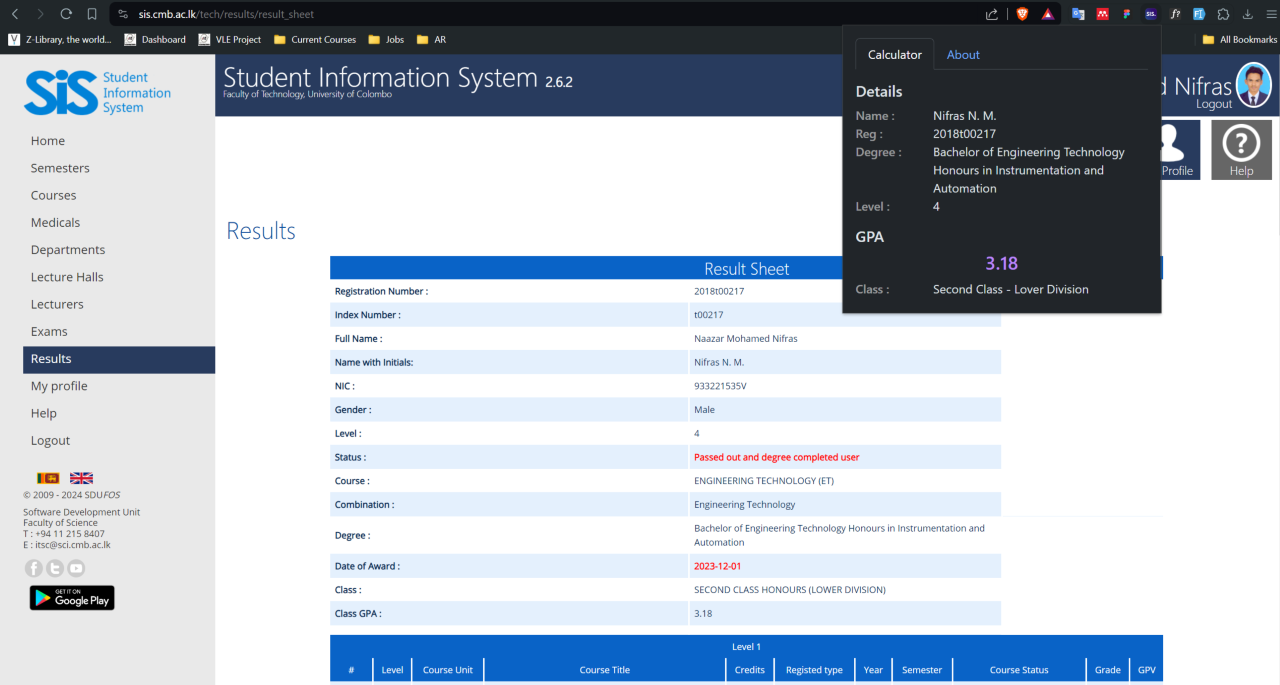 sis.cmb.ac.lk/tech/results/result_sheet
Z-Library, the world...
Dashboard
VLE Project
Current Courses
Jobs
AR
All Bookmarks
SiS Student
Information
System
Home
Semesters
Courses
Medicals
Departments
Lecture Halls
Lecturers
Exams
Results
My profile
Help
Logout
© 2009 - 2024 SDUFOS
Software Development Unit
Faculty of Science
T : +94 11 215 8407
E : itsc@sci.cmb.ac.lk
GET IT ON
Google Play
Student Information System 2.6.2
Faculty of Technology, University of Colombo
d Nifras
Logout
Profile
Help
Calculator
About
Details
Name : Nifras N. M.
Reg : 2018t00217
Degree : Bachelor of Engineering Technology
Honours in Instrumentation and
Automation
Level : 4
GPA
3.18
Class : Second Class - Lover Division
Results
Result Sheet
Registration Number : 2018t00217
Index Number : t00217
Full Name : Naazar Mohamed Nifras
Name with Initials: Nifras N. M.
NIC : 933221535V
Gender : Male
Level : 4
Status : Passed out and degree completed user
Course : ENGINEERING TECHNOLOGY (ET)
Combination : Engineering Technology
Degree : Bachelor of Engineering Technology Honours in Instrumentation and
Automation
Date of Award : 2023-12-01
Class : SECOND CLASS HONOURS (LOWER DIVISION)
Class GPA : 3.18
Level 1
# Level Course Unit Course Title Credits Registed type Year Semester Course Status Grade GPV